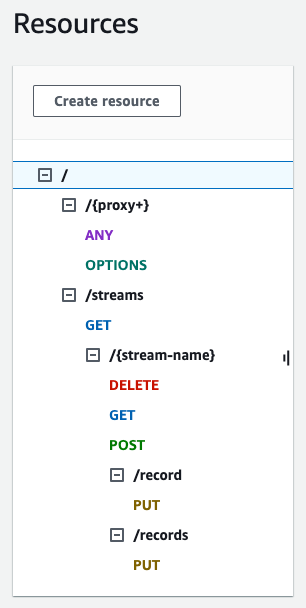 Resources
Create resource
/
/{proxy+}
ANY
OPTIONS
/streams
GET
/{stream-name}
DELETE
GET
POST
/record
PUT
/records
PUT